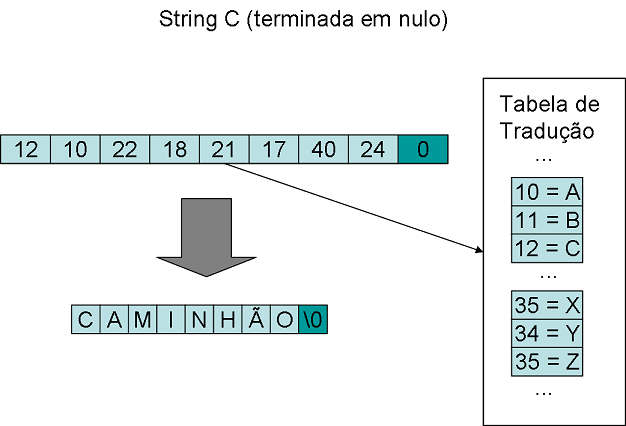 String C (terminada em nulo)
Tabela de
Tradução
...
12 10 22 18 21 17 40 24 0
10 = A
11 = B
12 = C
...
35 = X
34 = Y
35 = Z
...
C A M I N H Ã O \0